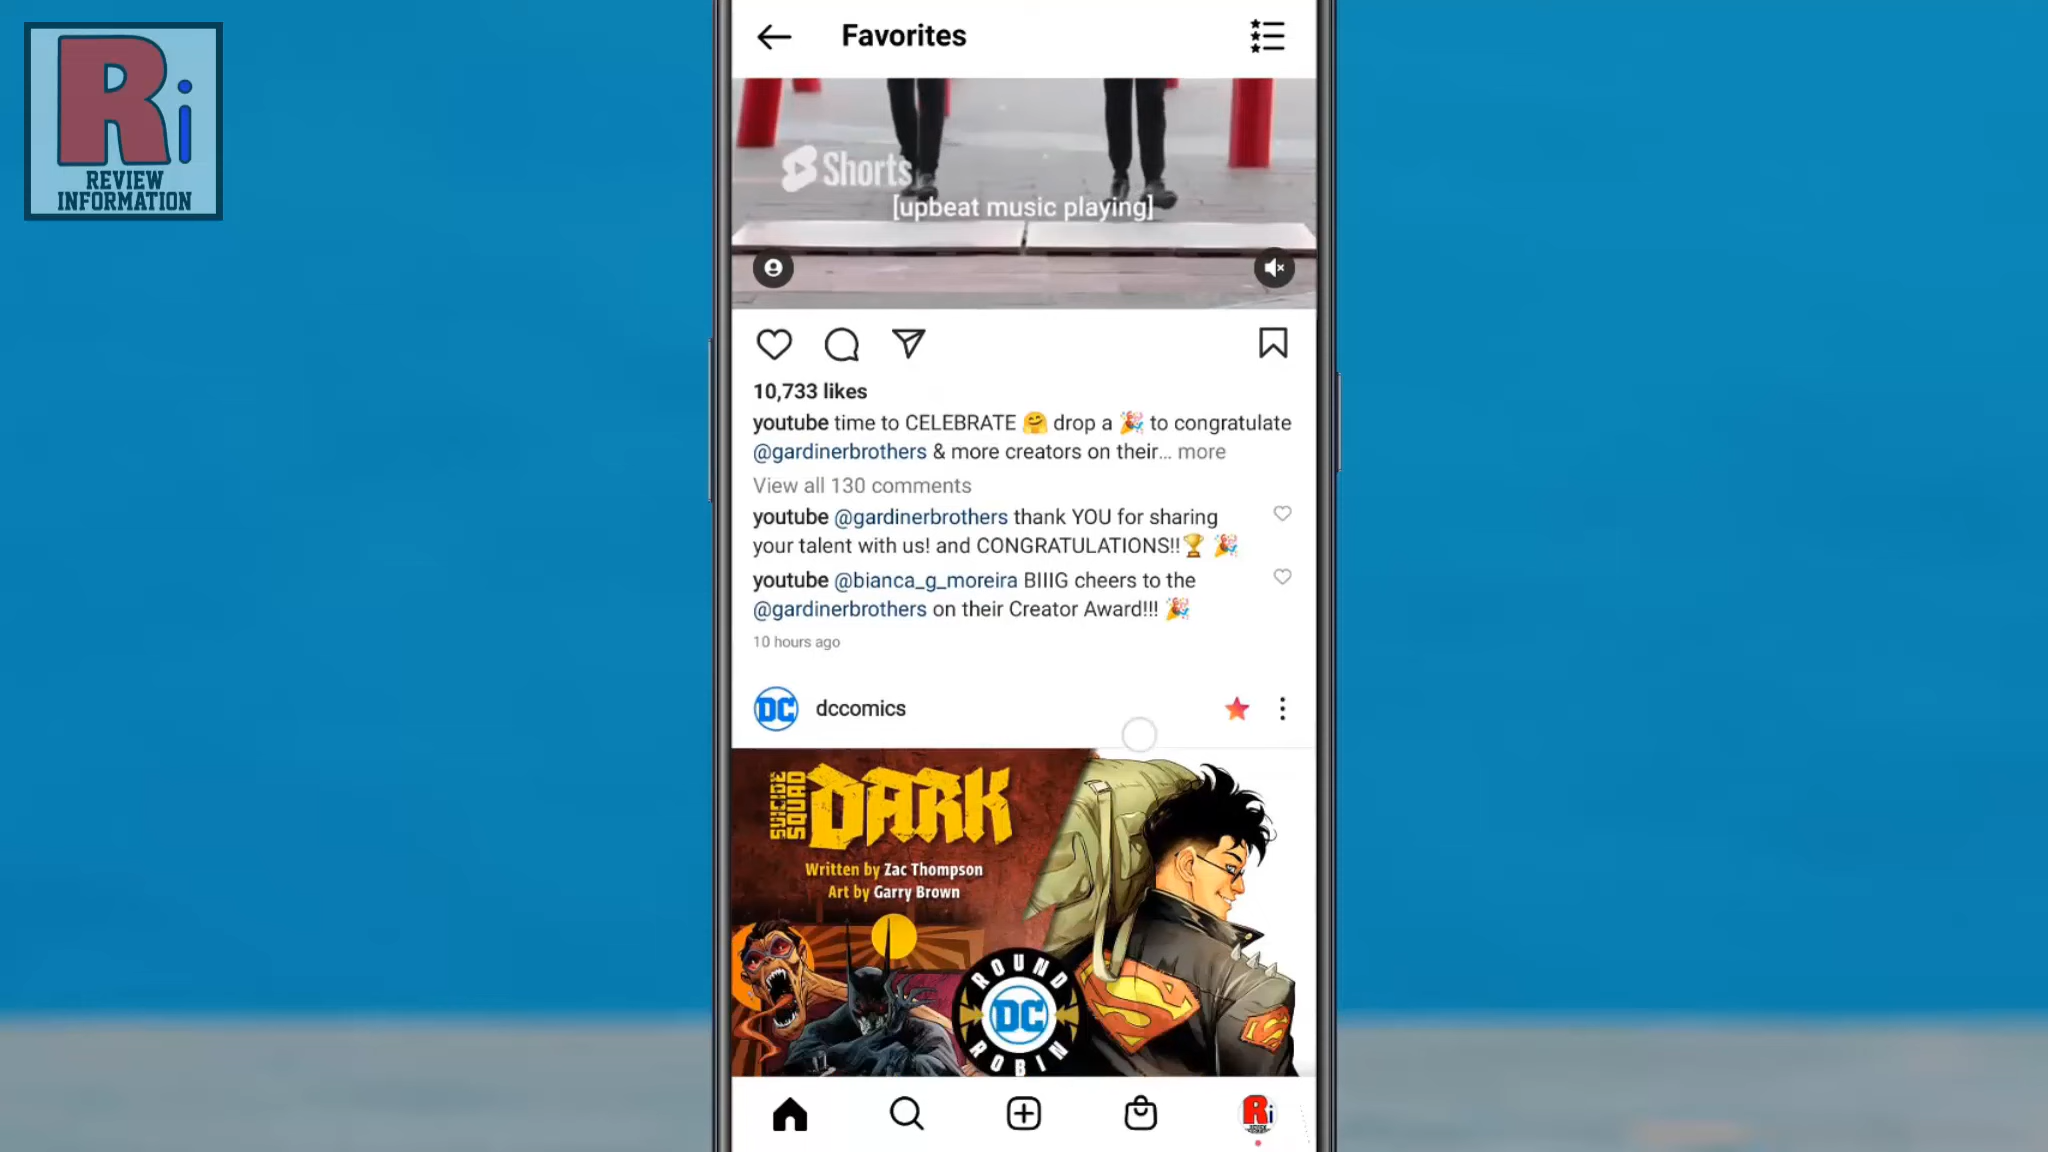 Ri
REVIEW
INFORMATION
Favorites
Shorts
[upbeat music playing]
10,733 likes
youtube time to CELEBRATE 🤗 drop a 🎉 to congratulate
@gardinerbrothers & more creators on their... more
View all 130 comments
youtube @gardinerbrothers thank YOU for sharing
your talent with us! and CONGRATULATIONS!!🏆 🎉
youtube @bianca_g_moreira BIIIG cheers to the
@gardinerbrothers on their Creator Award!!! 🎉
10 hours ago
DC dccomics
SUICIDE
SQUAD
DARK
Written by Zac Thompson
Art by Garry Brown
ROUND
DC
ROBIN
S
S
Ri